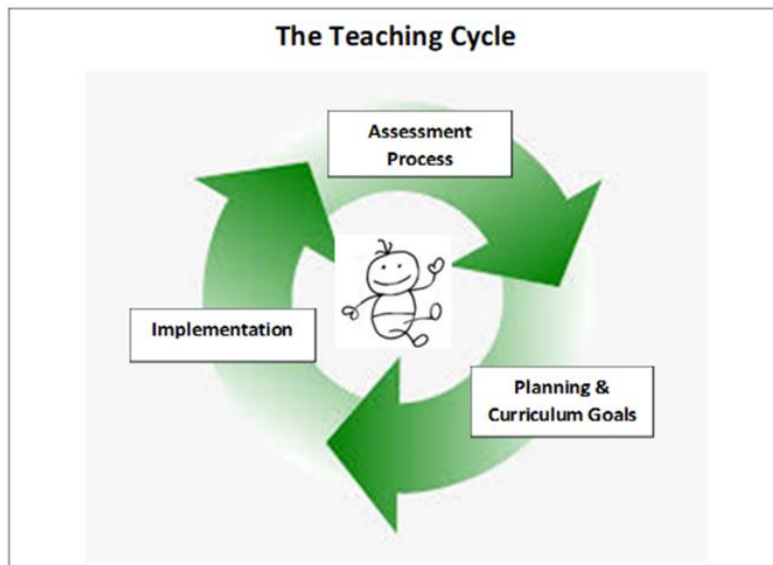 The Teaching Cycle
Assessment
Process
Implementation
Planning &
Curriculum Goals